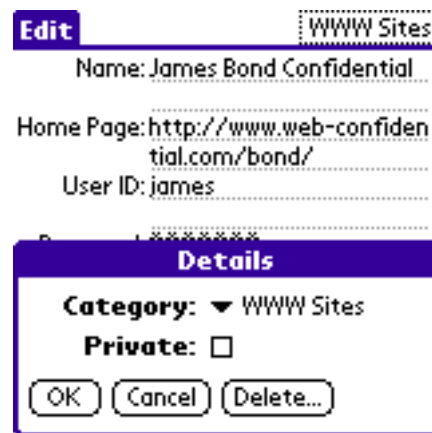 Edit WWW Sites
Name: James Bond Confidential
Home Page: http://www.web-confiden
tial.com/bond/
User ID: james
Details
Category: WWW Sites
Private:
OK Cancel Delete...